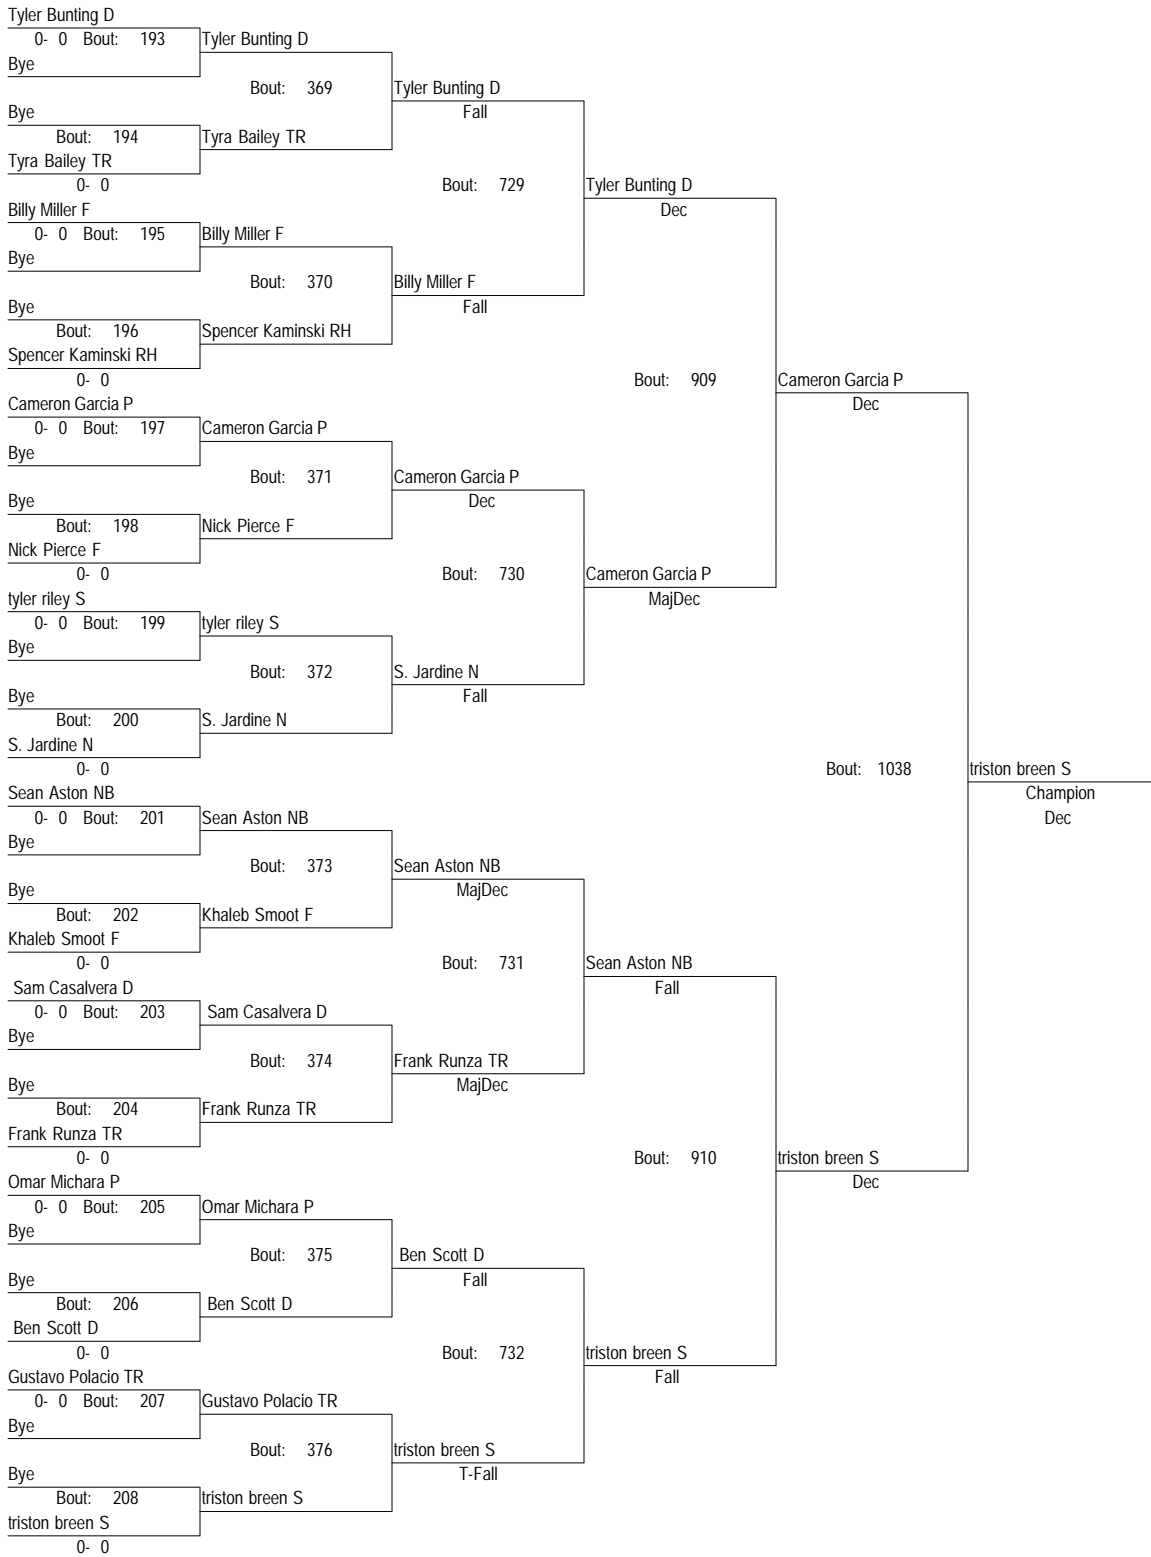 Tyler Bunting D
0- 0 Bout: 193 Tyler Bunting D
Bye
Bout: 369 Tyler Bunting D
Bye Fall
Bout: 194 Tyra Bailey TR
Tyra Bailey TR
0- 0 Bout: 729 Tyler Bunting D
Billy Miller F Dec
0- 0 Bout: 195 Billy Miller F
Bye
Bout: 370 Billy Miller F
Bye Fall
Bout: 196 Spencer Kaminski RH
Spencer Kaminski RH
0- 0 Bout: 909 Cameron Garcia P
Cameron Garcia P Dec
0- 0 Bout: 197 Cameron Garcia P
Bye
Bout: 371 Cameron Garcia P
Bye Dec
Bout: 198 Nick Pierce F
Nick Pierce F
0- 0 Bout: 730 Cameron Garcia P
tyler riley S MajDec
0- 0 Bout: 199 tyler riley S
Bye
Bout: 372 S. Jardine N
Bye Fall
Bout: 200 S. Jardine N
S. Jardine N
0- 0 Bout: 1038 triston breen S
Sean Aston NB Champion
0- 0 Bout: 201 Sean Aston NB Dec
Bye
Bout: 373 Sean Aston NB
Bye MajDec
Bout: 202 Khaleb Smoot F
Khaleb Smoot F
0- 0 Bout: 731 Sean Aston NB
Sam Casalvera D Fall
0- 0 Bout: 203 Sam Casalvera D
Bye
Bout: 374 Frank Runza TR
Bye MajDec
Bout: 204 Frank Runza TR
Frank Runza TR
0- 0 Bout: 910 triston breen S
Omar Michara P Dec
0- 0 Bout: 205 Omar Michara P
Bye
Bout: 375 Ben Scott D
Bye Fall
Bout: 206 Ben Scott D
Ben Scott D
0- 0 Bout: 732 triston breen S
Gustavo Polacio TR Fall
0- 0 Bout: 207 Gustavo Polacio TR
Bye
Bout: 376 triston breen S
Bye T-Fall
Bout: 208 triston breen S
triston breen S
0- 0